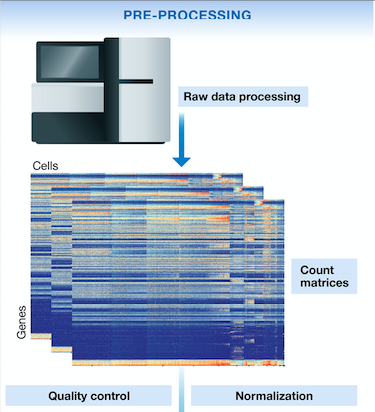 PRE-PROCESSING
Raw data processing
Cells
Count
matrices
Genes
Quality control
Normalization